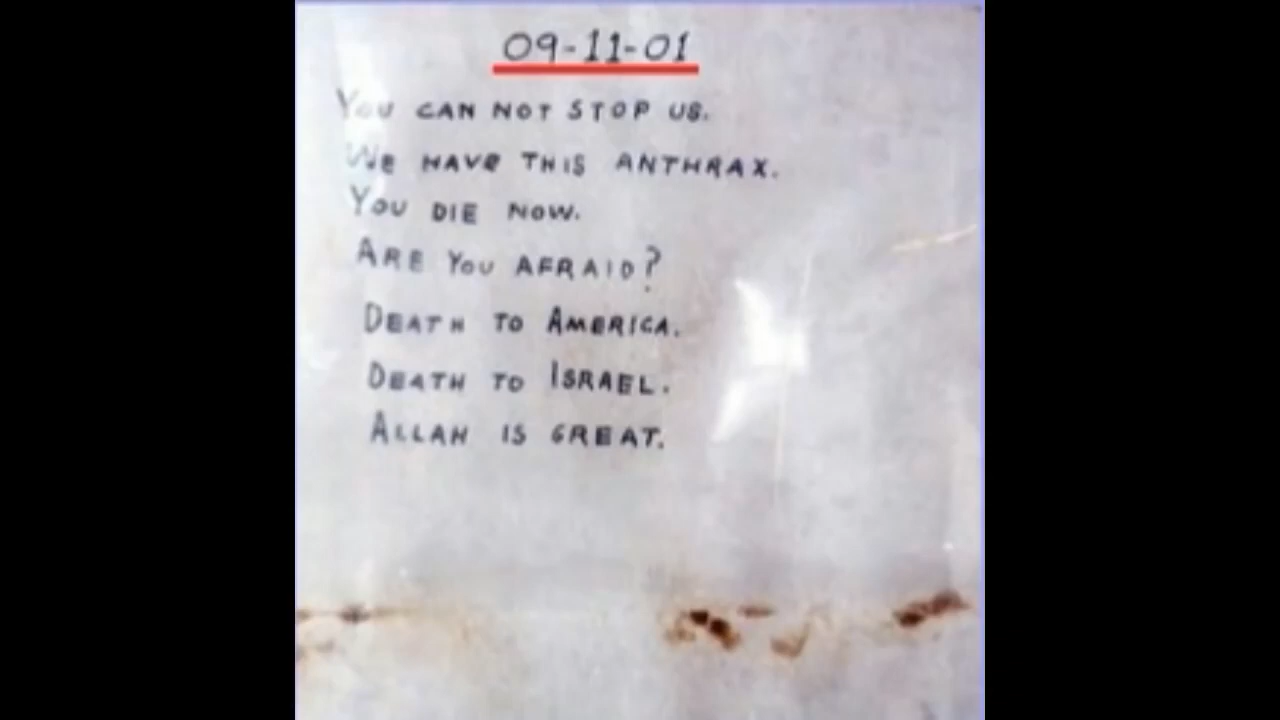 09-11-01
YOU CAN NOT STOP US.
WE HAVE THIS ANTHRAX.
YOU DIE NOW.
ARE YOU AFRAID?
DEATH TO AMERICA.
DEATH TO ISRAEL.
ALLAH IS GREAT.